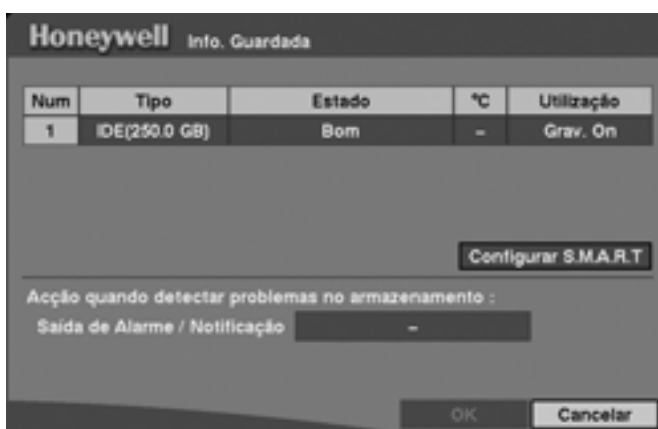 Honeywell Info. Guardada
Num Tipo Estado °C Utilização
1 IDE(250.0 GB) Bom – Grav. On
Configurar S.M.A.R.T
Acção quando detectar problemas no armazenamento :
Saída de Alarme / Notificação –
OK Cancelar